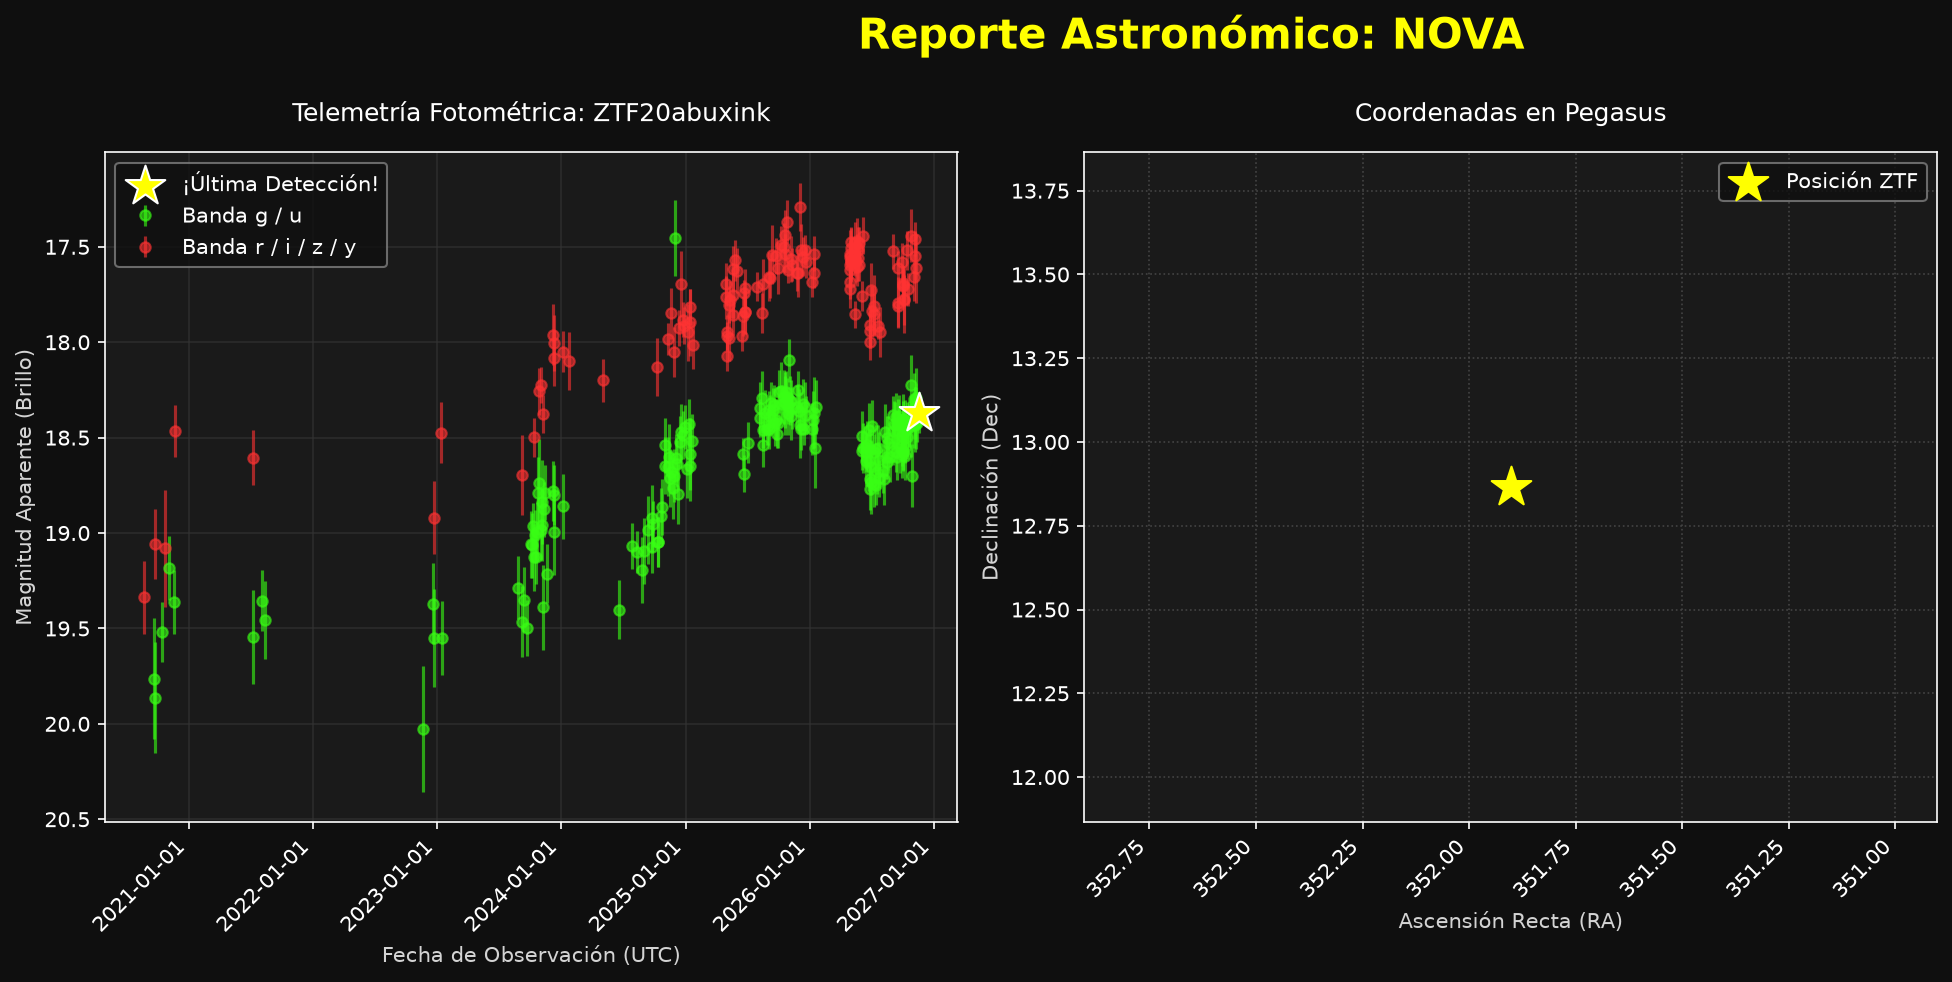 Reporte Astronómico: NOVA
Telemetría Fotométrica: ZTF20abuxink
¡Última Detección!
Banda g / u
Banda r / i / z / y
Magnitud Aparente (Brillo)
17.5
18.0
18.5
19.0
19.5
20.0
20.5
2021-01-01
2022-01-01
2023-01-01
2024-01-01
2025-01-01
2026-01-01
2027-01-01
Fecha de Observación (UTC)
Coordenadas en Pegasus
Posición ZTF
Declinación (Dec)
13.75
13.50
13.25
13.00
12.75
12.50
12.25
12.00
352.75
352.50
352.25
352.00
351.75
351.50
351.25
351.00
Ascensión Recta (RA)